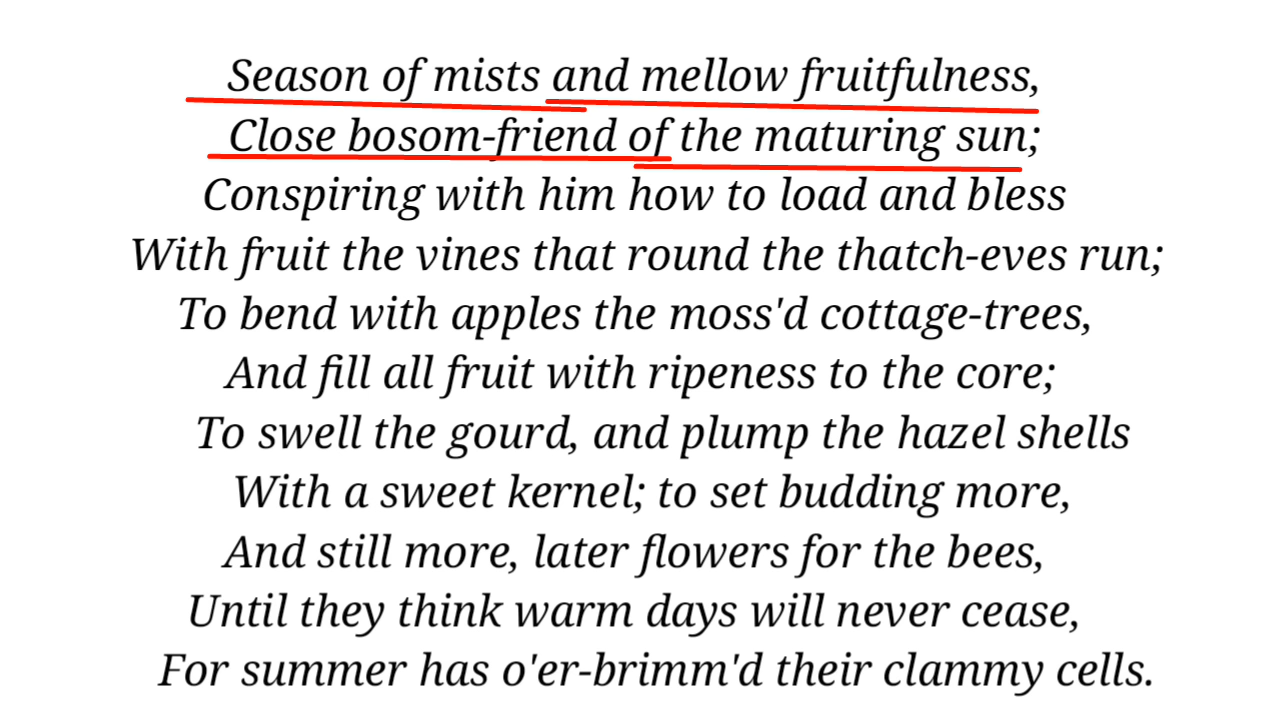 Season of mists and mellow fruitfulness,
Close bosom-friend of the maturing sun;
Conspiring with him how to load and bless
With fruit the vines that round the thatch-eves run;
To bend with apples the moss'd cottage-trees,
And fill all fruit with ripeness to the core;
To swell the gourd, and plump the hazel shells
With a sweet kernel; to set budding more,
And still more, later flowers for the bees,
Until they think warm days will never cease,
For summer has o'er-brimm'd their clammy cells.